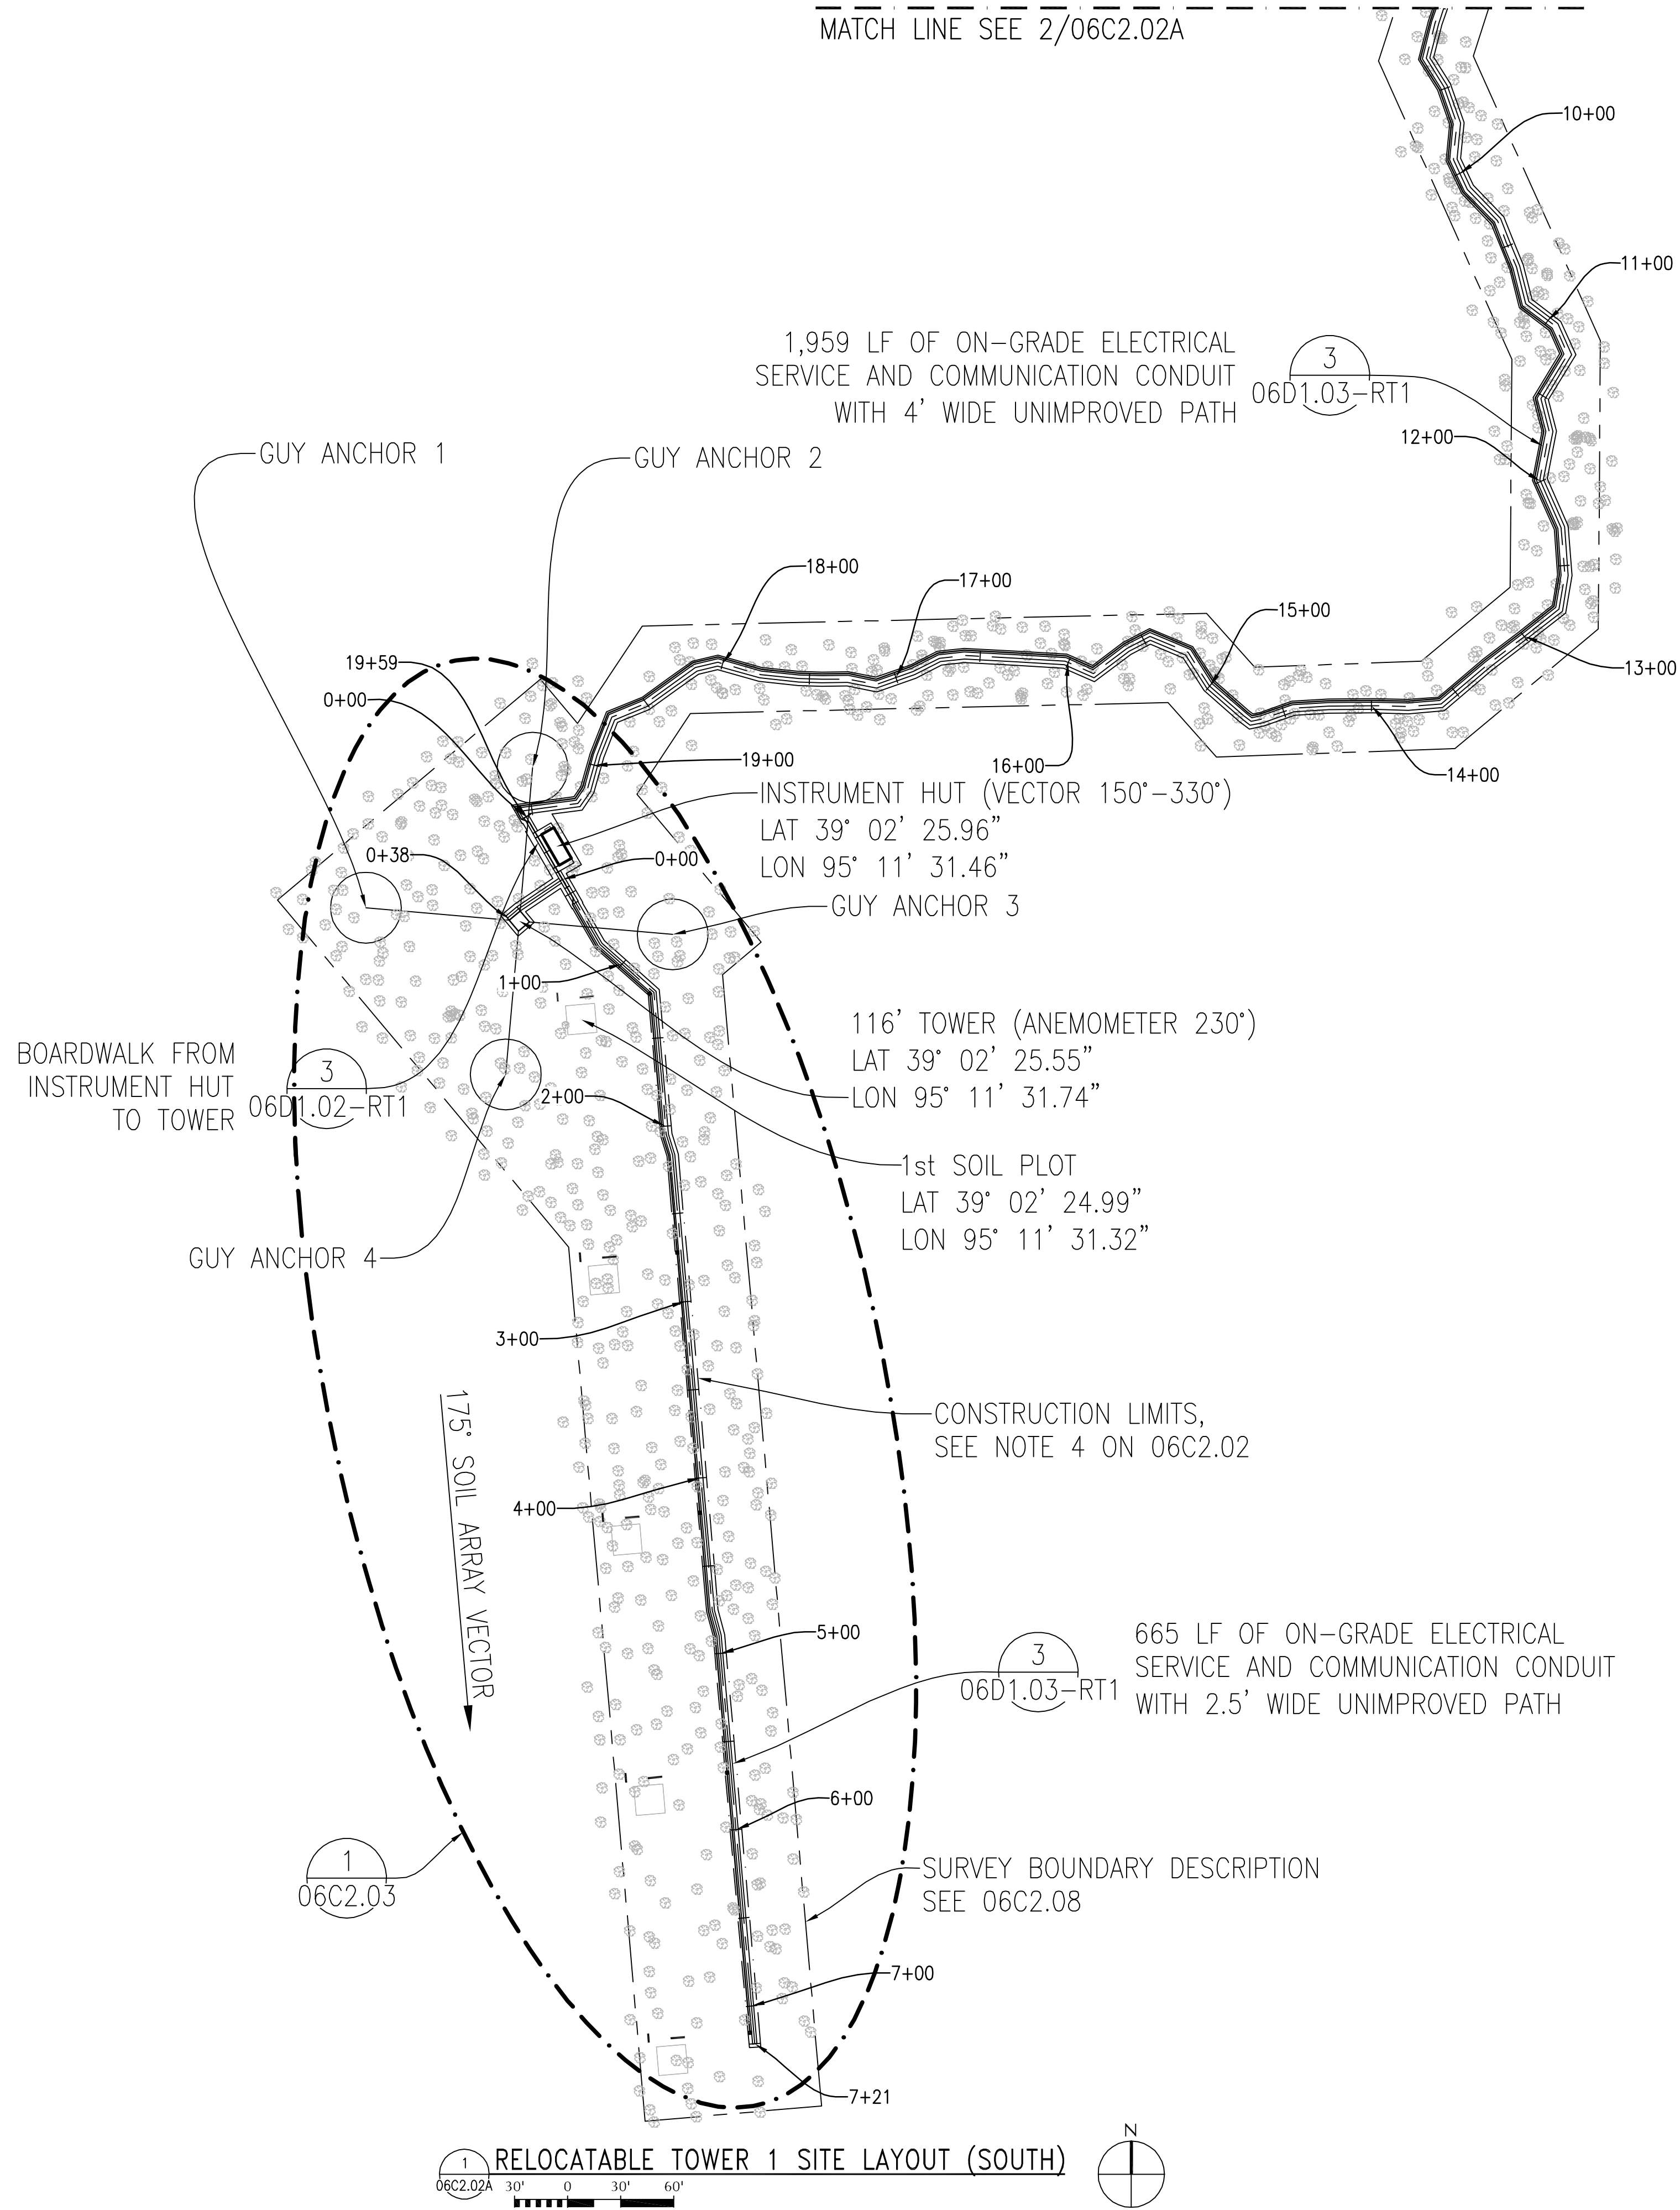 MATCH LINE SEE 2/06C2.02A
10+00
11+00
1,959 LF OF ON-GRADE ELECTRICAL
SERVICE AND COMMUNICATION CONDUIT
WITH 4' WIDE UNIMPROVED PATH
3
06D1.03-RT1
12+00
GUY ANCHOR 1
GUY ANCHOR 2
18+00
17+00
15+00
13+00
19+59
0+00
19+00
16+00
14+00
INSTRUMENT HUT (VECTOR 150°-330°)
LAT 39° 02' 25.96"
LON 95° 11' 31.46"
0+38
0+00
GUY ANCHOR 3
1+00
116' TOWER (ANEMOMETER 230°)
LAT 39° 02' 25.55"
LON 95° 11' 31.74"
BOARDWALK FROM
INSTRUMENT HUT
TO TOWER
3
06D1.02-RT1
2+00
1st SOIL PLOT
LAT 39° 02' 24.99"
LON 95° 11' 31.32"
GUY ANCHOR 4
3+00
175° SOIL ARRAY VECTOR
CONSTRUCTION LIMITS,
SEE NOTE 4 ON 06C2.02
4+00
5+00
3
06D1.03-RT1
665 LF OF ON-GRADE ELECTRICAL
SERVICE AND COMMUNICATION CONDUIT
WITH 2.5' WIDE UNIMPROVED PATH
6+00
1
06C2.03
SURVEY BOUNDARY DESCRIPTION
SEE 06C2.08
7+00
7+21
N
1
06C2.02A
RELOCATABLE TOWER 1 SITE LAYOUT (SOUTH)
30' 0 30' 60'